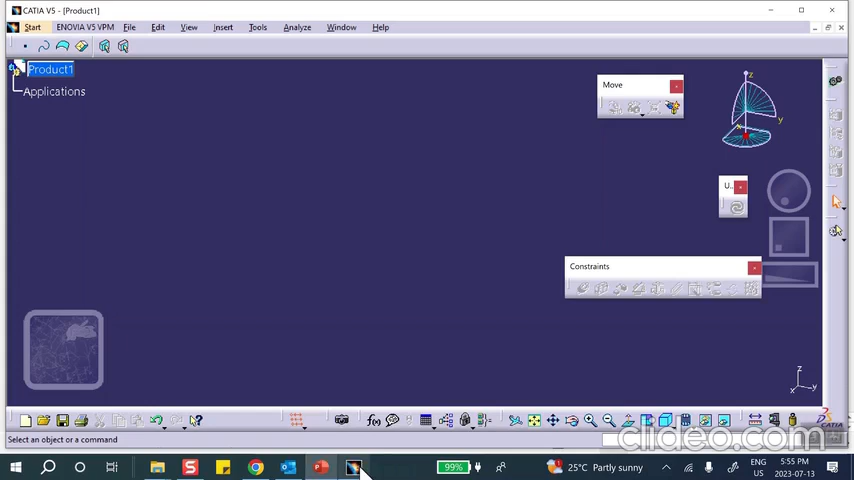 CATIA V5 - [Product1]
Start ENOVIA V5 VPM File Edit View Insert Tools Analyze Window Help
Product1
Applications
Move
z
y
x
U..
Constraints
z
x y
f(x)
CATIA
Select an object or a command
clideo.com
99%
25°C Partly sunny
ENG
US
5:55 PM
2023-07-13